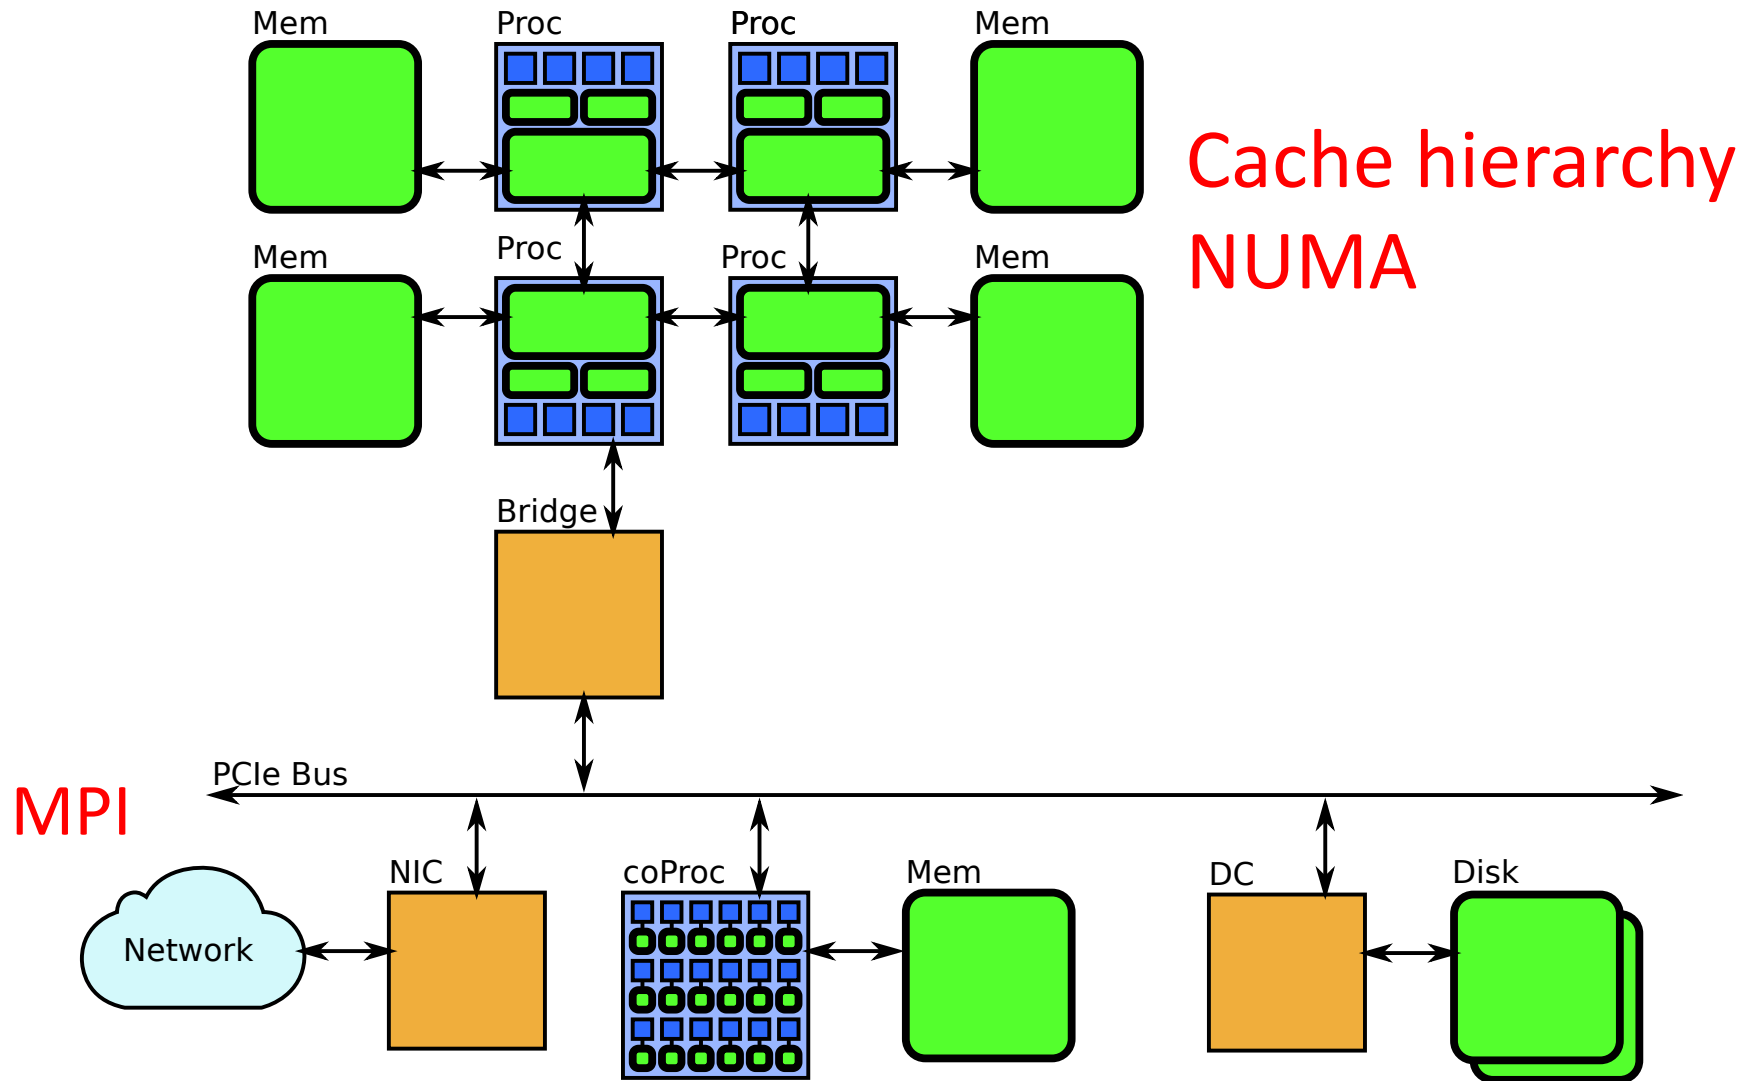 Mem
Proc
Proc
Mem
Cache hierarchy
NUMA
Mem
Proc
Proc
Mem
Bridge
PCIe Bus
MPI
NIC
coProc
Mem
DC
Disk
Network